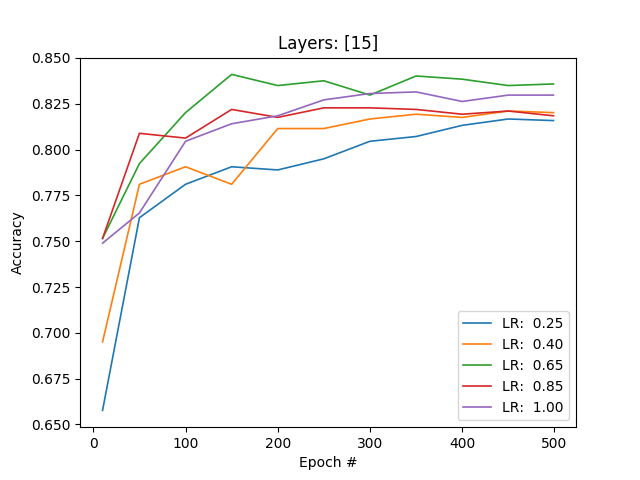 Layers: [15]
0.850
0.825
0.800
0.775
0.750
0.725
0.700
0.675
0.650
Accuracy
0
100
200
300
400
500
Epoch #
LR: 0.25
LR: 0.40
LR: 0.65
LR: 0.85
LR: 1.00